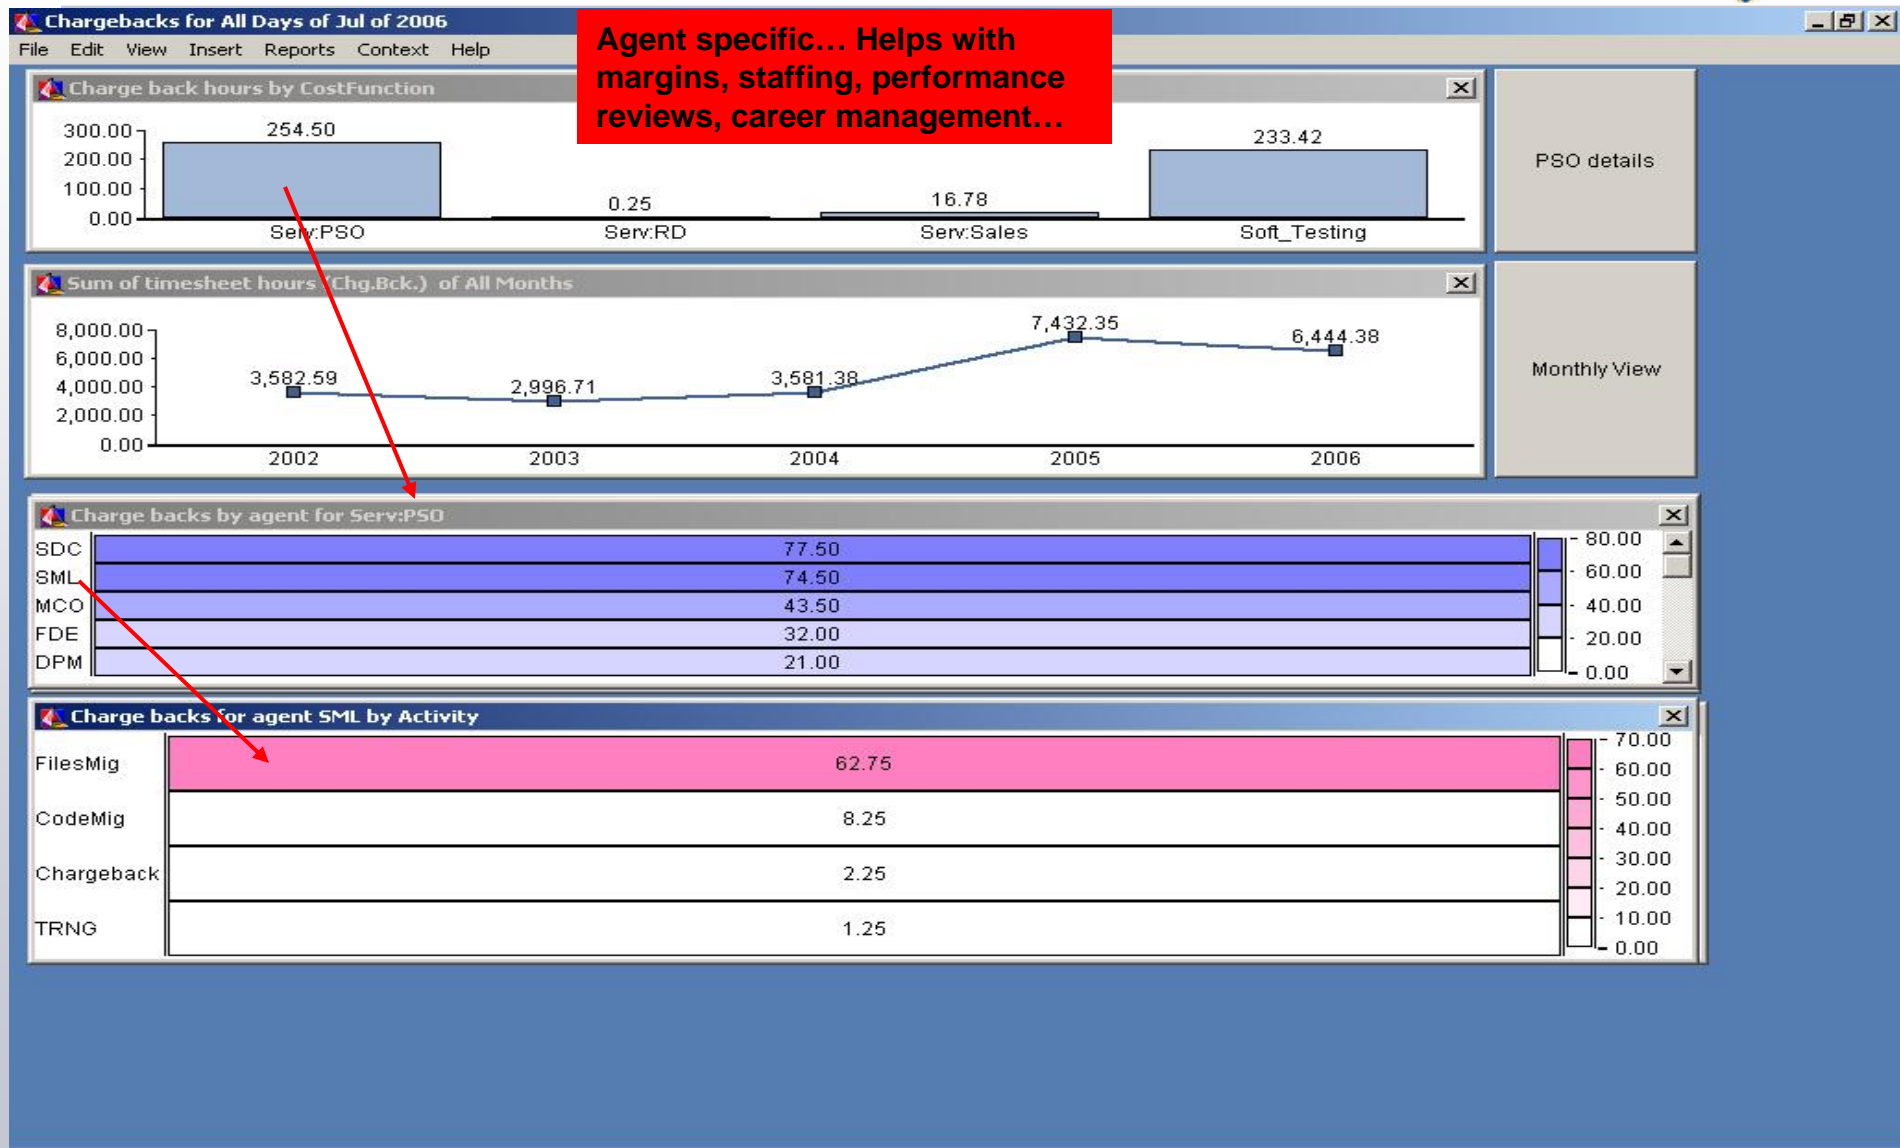 Chargebacks for All Days of Jul of 2006
File Edit View Insert Reports Context Help
Agent specific… Helps with
margins, staffing, performance
reviews, career management…
Charge back hours by CostFunction
300.00
200.00
100.00
0.00
254.50
0.25
16.78
233.42
Serv:PSO
Serv:RD
Serv:Sales
Soft_Testing
PSO details
Sum of timesheet hours (Chg.Bck.) of All Months
8,000.00
6,000.00
4,000.00
2,000.00
0.00
3,582.59
2,996.71
3,581.38
7,432.35
6,444.38
2002
2003
2004
2005
2006
Monthly View
Charge backs by agent for Serv:PSO
SDC 77.50
SML 74.50
MCO 43.50
FDE 32.00
DPM 21.00
80.00
60.00
40.00
20.00
0.00
Charge backs for agent SML by Activity
FilesMig 62.75
CodeMig 8.25
Chargeback 2.25
TRNG 1.25
70.00
60.00
50.00
40.00
30.00
20.00
10.00
0.00